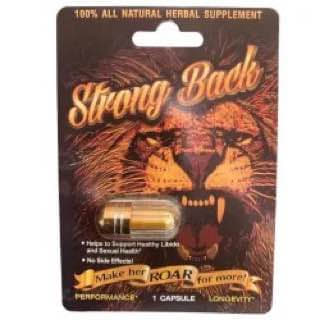 100% ALL NATURAL HERBAL SUPPLEMENT
Strong Back
• Helps to Support Healthy Libido
and Sexual Health*
• No Side Effects!
Make her ROAR for more!
PERFORMANCE* 1 CAPSULE LONGEVITY*